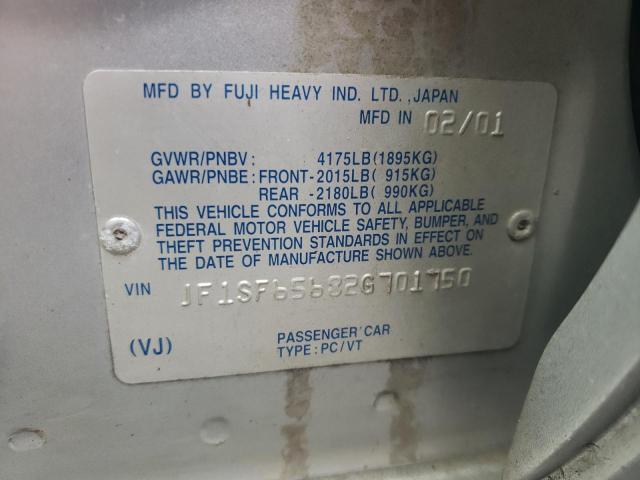 MFD BY FUJI HEAVY IND. LTD., JAPAN
MFD IN 02/01
GVWR/PNBV: 4175LB(1895KG)
GAWR/PNBE: FRONT-2015LB( 915KG)
REAR -2180LB( 990KG)
THIS VEHICLE CONFORMS TO ALL APPLICABLE
FEDERAL MOTOR VEHICLE SAFETY, BUMPER, AND
THEFT PREVENTION STANDARDS IN EFFECT ON
THE DATE OF MANUFACTURE SHOWN ABOVE.
VIN JF1SF65682G701750
(VJ) PASSENGER CAR
TYPE: PC/VT